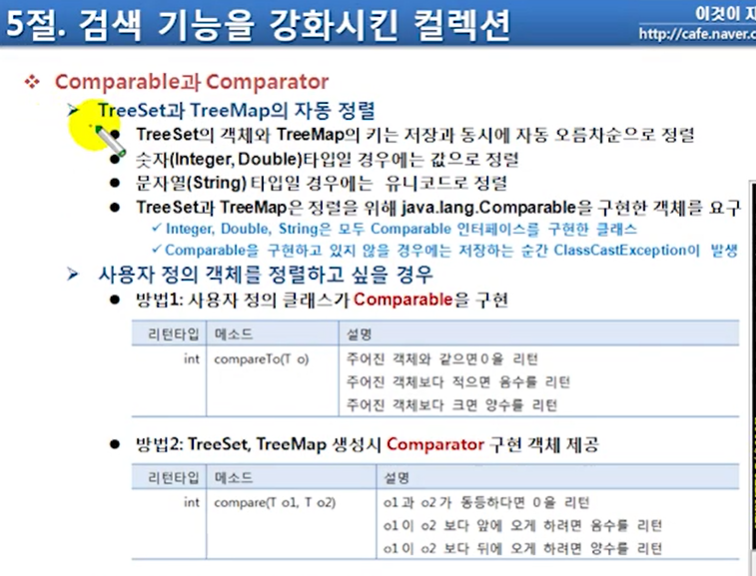 5절. 검색 기능을 강화시킨 컬렉션
이것이 자
http://cafe.naver.c
Comparable과 Comparator
TreeSet과 TreeMap의 자동 정렬
TreeSet의 객체와 TreeMap의 키는 저장과 동시에 자동 오름차순으로 정렬
숫자(Integer, Double)타입일 경우에는 값으로 정렬
문자열(String) 타입일 경우에는 유니코드로 정렬
TreeSet과 TreeMap은 정렬을 위해 java.lang.Comparable을 구현한 객체를 요구
Integer, Double, String은 모두 Comparable 인터페이스를 구현한 클래스
Comparable을 구현하고 있지 않을 경우에는 저장하는 순간 ClassCastException이 발생
사용자 정의 객체를 정렬하고 싶을 경우
방법1: 사용자 정의 클래스가 Comparable을 구현
리턴타입 메소드 설명
int compareTo(T o) 주어진 객체와 같으면 0을 리턴
주어진 객체보다 적으면 음수를 리턴
주어진 객체보다 크면 양수를 리턴
방법2: TreeSet, TreeMap 생성시 Comparator 구현 객체 제공
리턴타입 메소드 설명
int compare(T o1, T o2) o1과 o2가 동등하다면 0을 리턴
o1이 o2 보다 앞에 오게 하려면 음수를 리턴
o1이 o2 보다 뒤에 오게 하려면 양수를 리턴